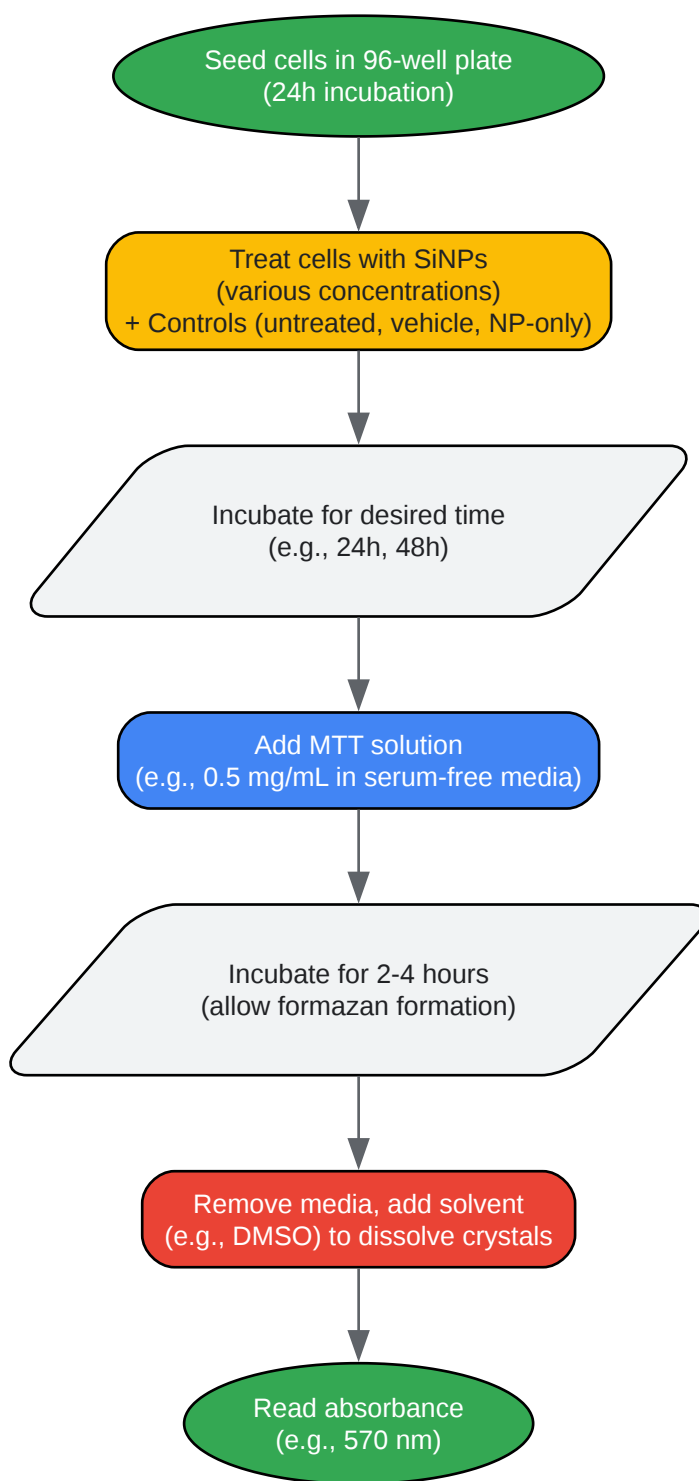 Seed cells in 96-well plate
(24h incubation)
Treat cells with SiNPs
(various concentrations)
+ Controls (untreated, vehicle, NP-only)
Incubate for desired time
(e.g., 24h, 48h)
Add MTT solution
(e.g., 0.5 mg/mL in serum-free media)
Incubate for 2-4 hours
(allow formazan formation)
Remove media, add solvent
(e.g., DMSO) to dissolve crystals
Read absorbance
(e.g., 570 nm)